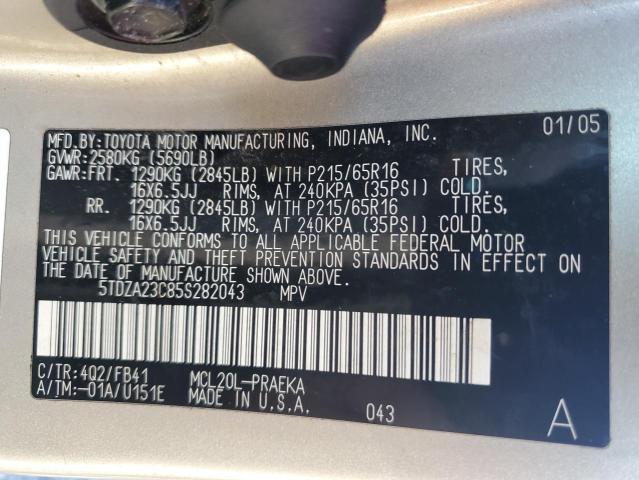 MFD.BY:TOYOTA MOTOR MANUFACTURING, INDIANA, INC. 01/05
GVWR:2580KG (5690LB)
GAWR:FRT. 1290KG (2845LB) WITH P215/65R16 TIRES,
16X6.5JJ RIMS, AT 240KPA (35PSI) COLD.
RR. 1290KG (2845LB) WITH P215/65R16 TIRES,
16X6.5JJ RIMS, AT 240KPA (35PSI) COLD.
THIS VEHICLE CONFORMS TO ALL APPLICABLE FEDERAL MOTOR
VEHICLE SAFETY AND THEFT PREVENTION STANDARDS IN EFFECT ON
THE DATE OF MANUFACTURE SHOWN ABOVE.
5TDZA23C85S282043 MPV
C/TR:4Q2/FB41 MCL20L-PRAEKA
A/TM:-01A/U151E MADE IN U.S.A. 043 A